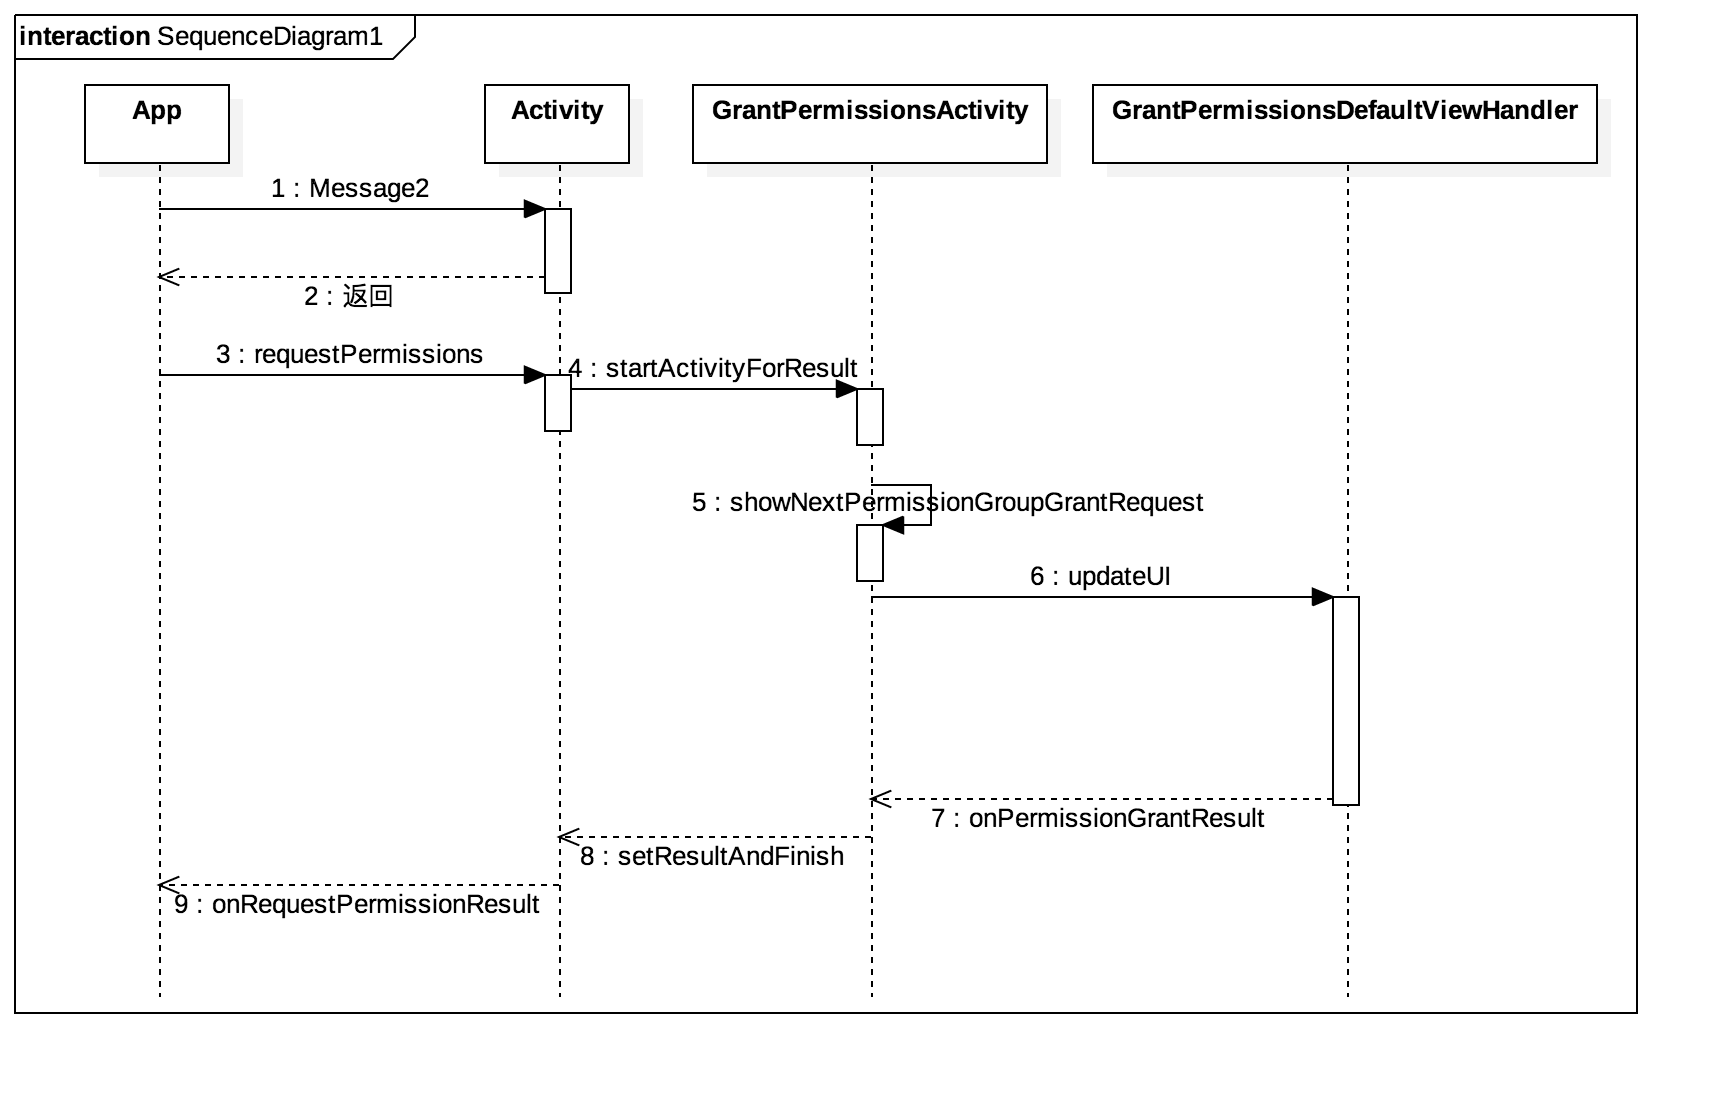 interaction SequenceDiagram1
App
Activity
GrantPermissionsActivity
GrantPermissionsDefaultViewHandler
1 : Message2
2 : 返回
3 : requestPermissions
4 : startActivityForResult
5 : showNextPermissionGroupGrantRequest
6 : updateUI
7 : onPermissionGrantResult
8 : setResultAndFinish
9 : onRequestPermissionResult